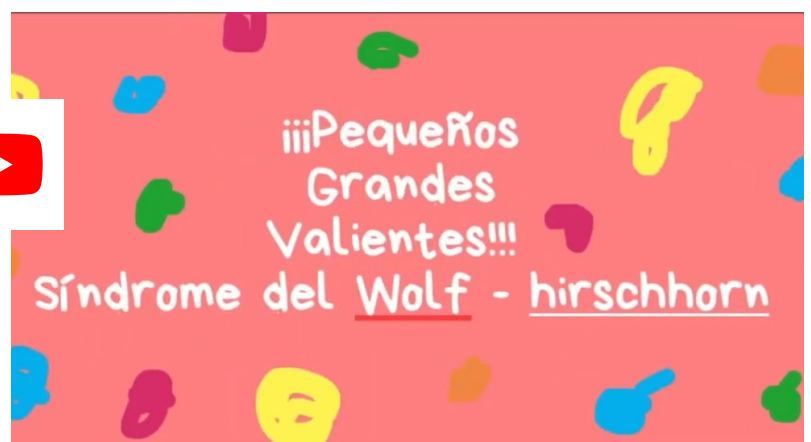 ¡¡¡Pequeños
Grandes
Valientes!!!
Síndrome del Wolf - hirschhorn